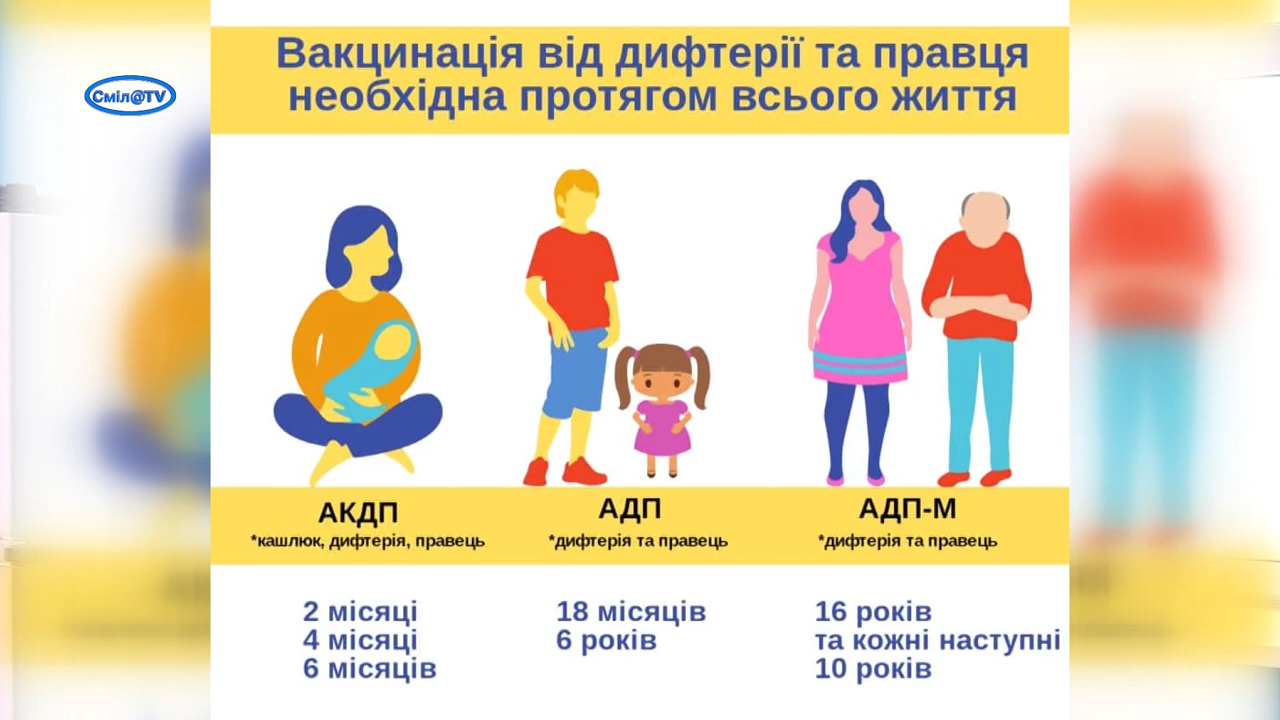 Вакцинація від дифтерії та правця
необхідна протягом всього життя
Сміл@TV
АКДП
*кашлюк, дифтерія, правець
АДП
*дифтерія та правець
АДП-М
*дифтерія та правець
2 місяці
4 місяці
6 місяців
18 місяців
6 років
16 років
та кожні наступні
10 років